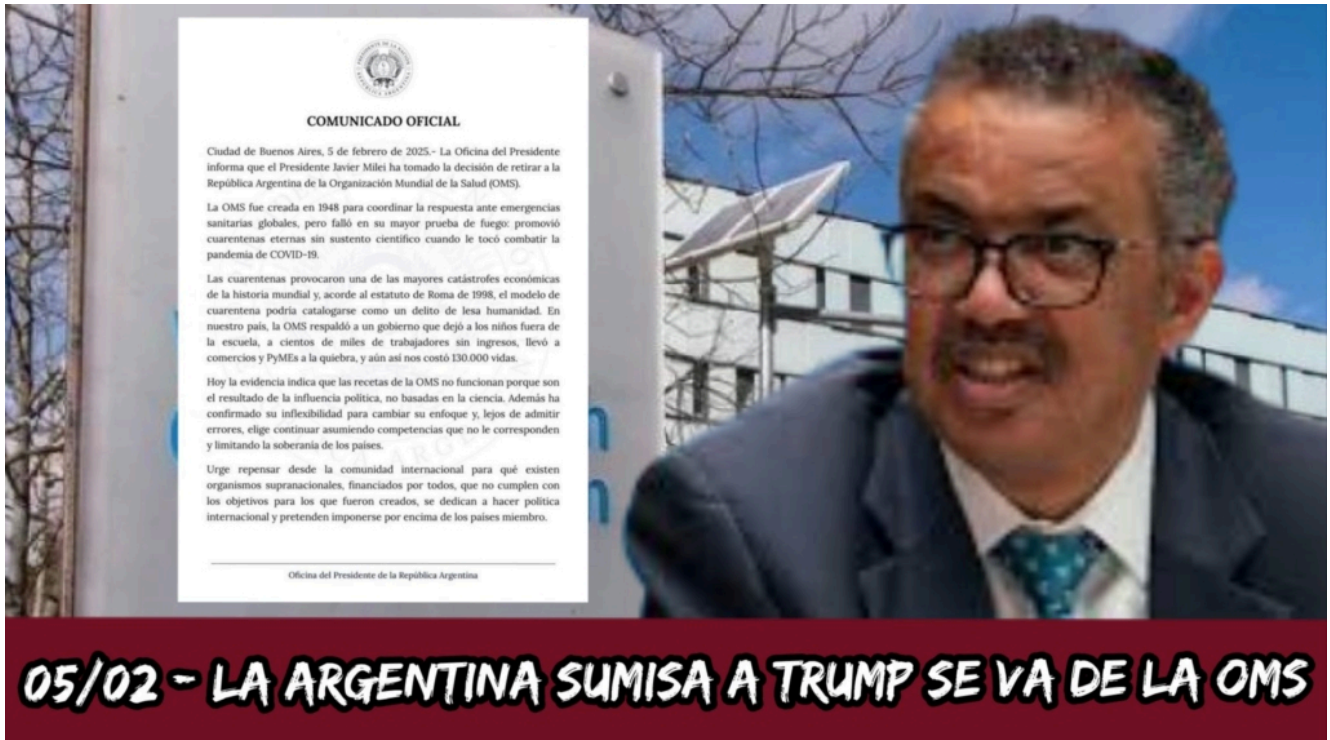 COMUNICADO OFICIAL
Ciudad de Buenos Aires, 5 de febrero de 2025.- La Oficina del Presidente
informa que el Presidente Javier Milei ha tomado la decisión de retirar a la
República Argentina de la Organización Mundial de la Salud (OMS).
La OMS fue creada en 1948 para coordinar la respuesta ante emergencias
sanitarias globales, pero falló en su mayor prueba de fuego: promovió
cuarentenas eternas sin sustento científico cuando le tocó combatir la
pandemia de COVID-19.
Las cuarentenas provocaron una de las mayores catástrofes económicas
de la historia mundial y, acorde al estatuto de Roma de 1998, el modelo de
cuarentena podría catalogarse como un delito de lesa humanidad. En
nuestro país, la OMS respaldó a un gobierno que dejó a los niños fuera de
la escuela, a cientos de miles de trabajadores sin ingresos, llevó a
comercios y PyMEs a la quiebra, y aún así nos costó 130.000 vidas.
Hoy la evidencia indica que las recetas de la OMS no funcionan porque son
el resultado de la influencia política, no basadas en la ciencia. Además ha
confirmado su inflexibilidad para cambiar su enfoque y, lejos de admitir
errores, elige continuar asumiendo competencias que no le corresponden
y limitando la soberanía de los países.
Urge repensar desde la comunidad internacional para qué existen
organismos supranacionales, financiados por todos, que no cumplen con
los objetivos para los que fueron creados, se dedican a hacer política
internacional y pretenden imponerse por encima de los países miembro.
Oficina del Presidente de la República Argentina
05/02 - LA ARGENTINA SUMISA A TRUMP SE VA DE LA OMS